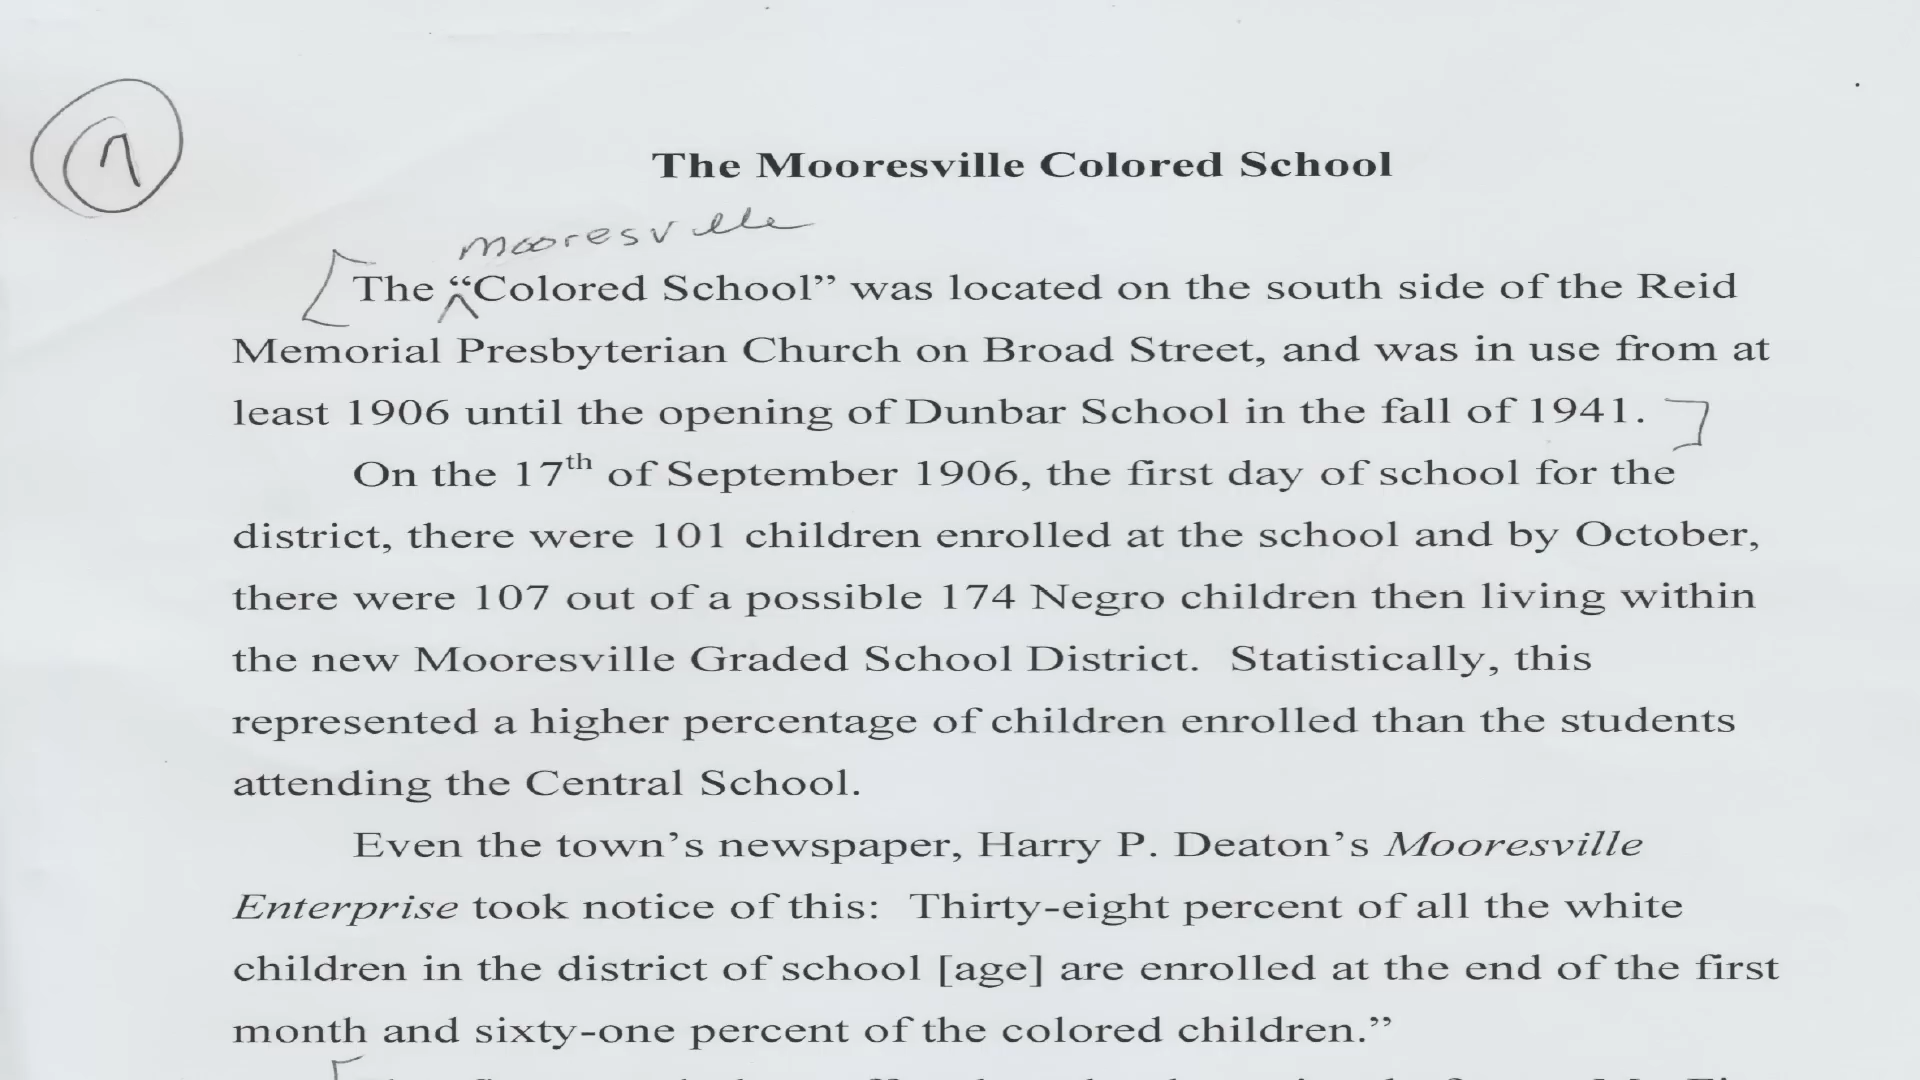 7
The Mooresville Colored School
Mooresville
The “Colored School” was located on the south side of the Reid
Memorial Presbyterian Church on Broad Street, and was in use from at
least 1906 until the opening of Dunbar School in the fall of 1941.
On the 17th of September 1906, the first day of school for the
district, there were 101 children enrolled at the school and by October,
there were 107 out of a possible 174 Negro children then living within
the new Mooresville Graded School District.  Statistically, this
represented a higher percentage of children enrolled than the students
attending the Central School.
Even the town’s newspaper, Harry P. Deaton’s Mooresville
Enterprise took notice of this:  Thirty-eight percent of all the white
children in the district of school [age] are enrolled at the end of the first
month and sixty-one percent of the colored children.”